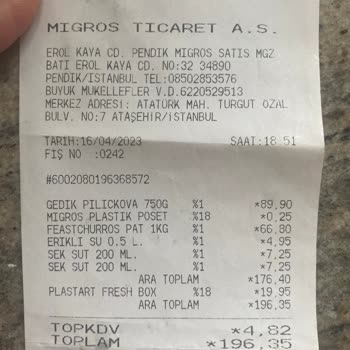 MIGROS TICARET A.S.
EROL KAYA CD. PENDIK MIGROS SATIS MGZ
BATI EROL KAYA CD. NO:32 34890
PENDIK/ISTANBUL TEL:08502853576
BUYUK MUKELLEFLER V.D.6220529513
MERKEZ ADRESI: ATATÜRK MAH. TURGUT OZAL
BULV. NO:7 ATAŞEHİR/İSTANBUL
TARIH:16/04/2023 SAAT:18:51
FIŞ NO :0242
#6002080196368572
GEDIK PILICKOVA 750G %1 *89,90
MIGROS PLASTIK POSET %18 *0,25
FEASTCHURROS PAT 1KG %1 *66,80
ERIKLI SU 0.5 L. %1 *4,95
SEK SUT 200 ML. %1 *7,25
SEK SUT 200 ML. %1 *7,25
ARA TOPLAM *176,40
PLASTART FRESH BOX %18 *19,95
ARA TOPLAM *196,35
TOPKDV *4,82
TOPLAM *196,35